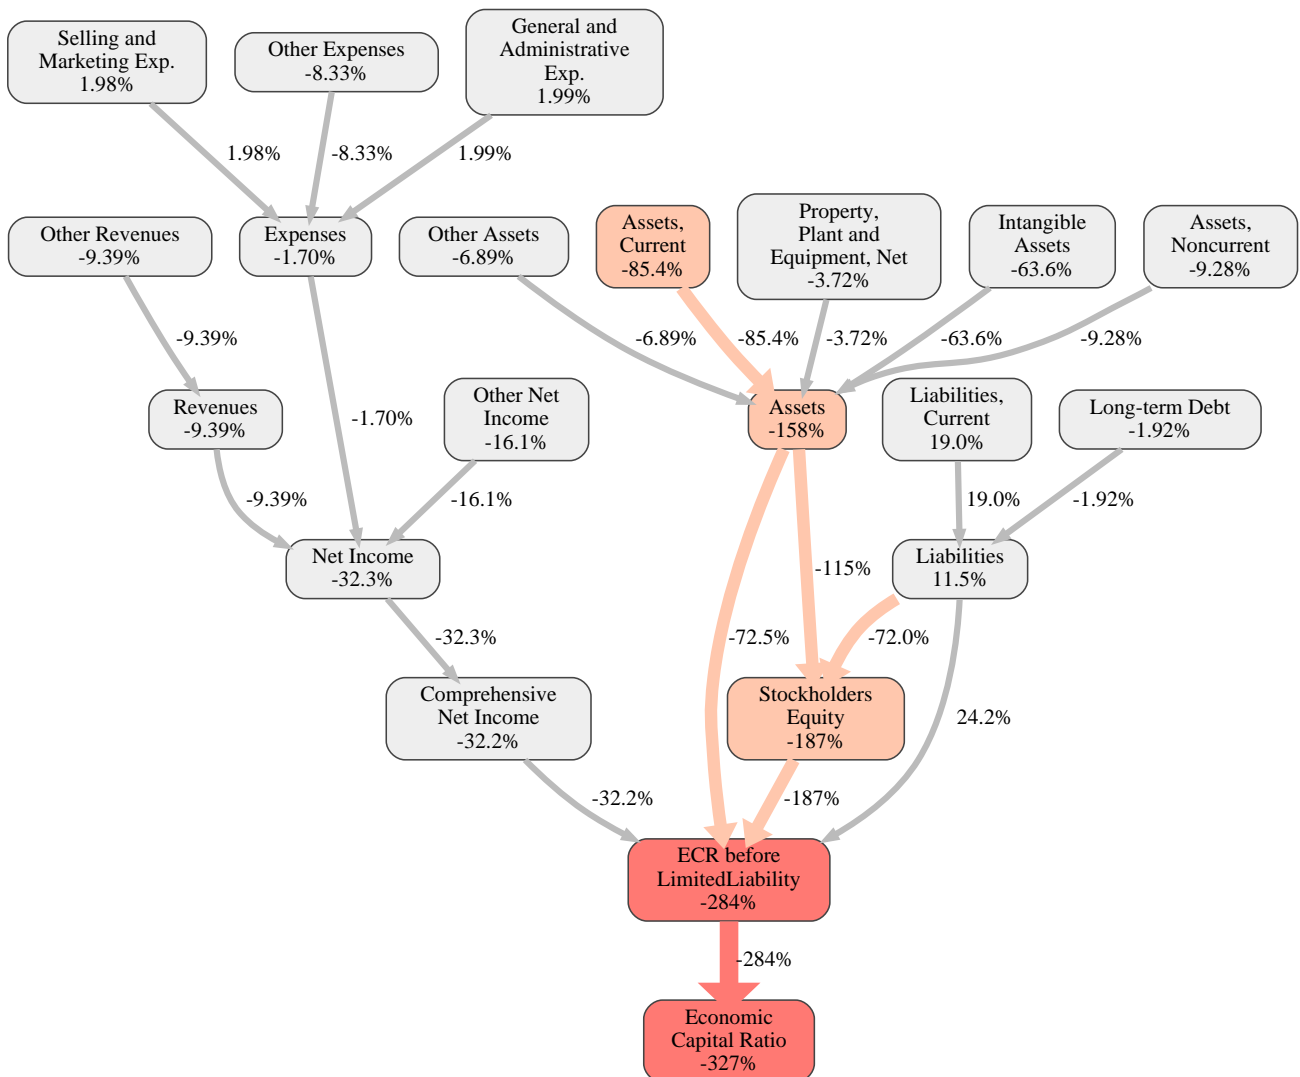 Selling and
Marketing Exp.
1.98%
Other Expenses
-8.33%
General and
Administrative
Exp.
1.99%
1.98%
-8.33%
1.99%
Other Revenues
-9.39%
Expenses
-1.70%
Other Assets
-6.89%
Assets,
Current
-85.4%
Property,
Plant and
Equipment, Net
-3.72%
Intangible
Assets
-63.6%
Assets,
Noncurrent
-9.28%
-9.39%
-6.89%
-85.4%
-3.72%
-63.6%
-9.28%
Revenues
-9.39%
-1.70%
Other Net
Income
-16.1%
Assets
-158%
Liabilities,
Current
19.0%
Long-term Debt
-1.92%
-9.39%
-16.1%
19.0%
-1.92%
Net Income
-32.3%
-115%
Liabilities
11.5%
-32.3%
-72.5%
-72.0%
Comprehensive
Net Income
-32.2%
Stockholders
Equity
-187%
24.2%
-32.2%
-187%
ECR before
LimitedLiability
-284%
-284%
Economic
Capital Ratio
-327%